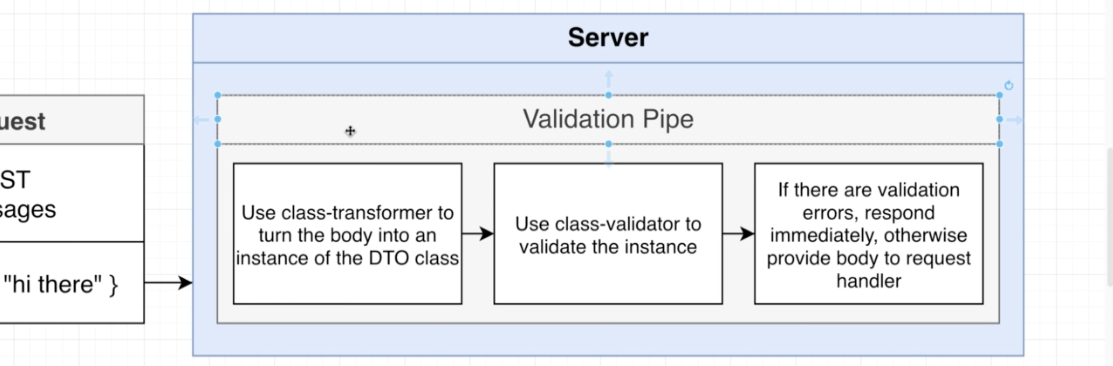 Server
Validation Pipe
uest
ST
sages
"hi there" }
Use class-transformer to
turn the body into an
instance of the DTO class
Use class-validator to
validate the instance
If there are validation
errors, respond
immediately, otherwise
provide body to request
handler